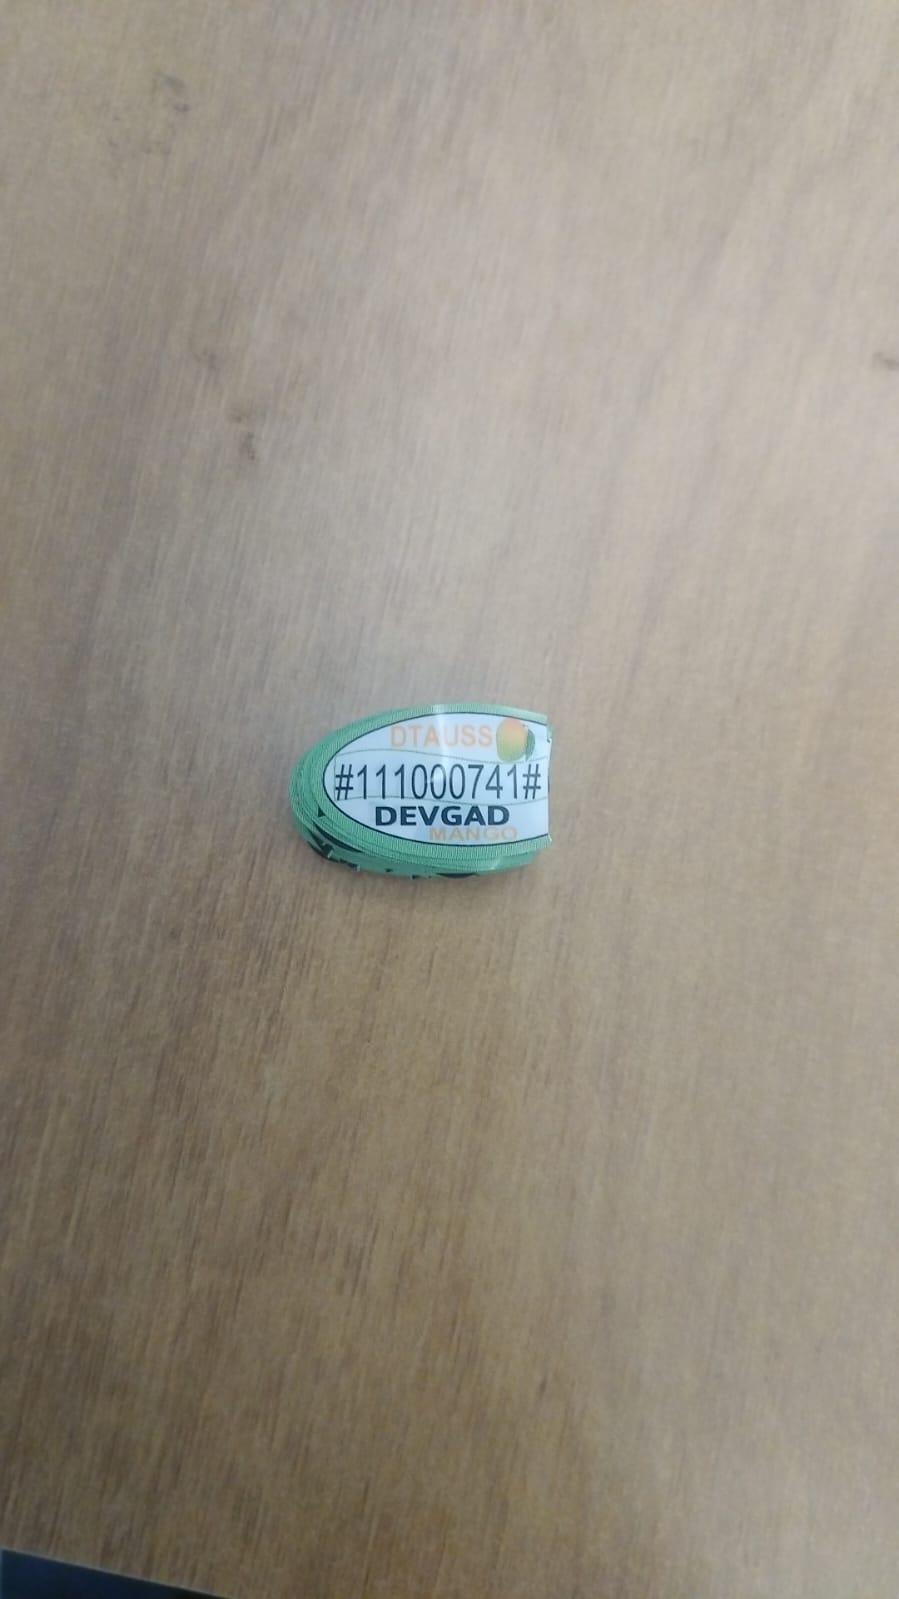 DTAUSS
#111000741#
DEVGAD
MANGO